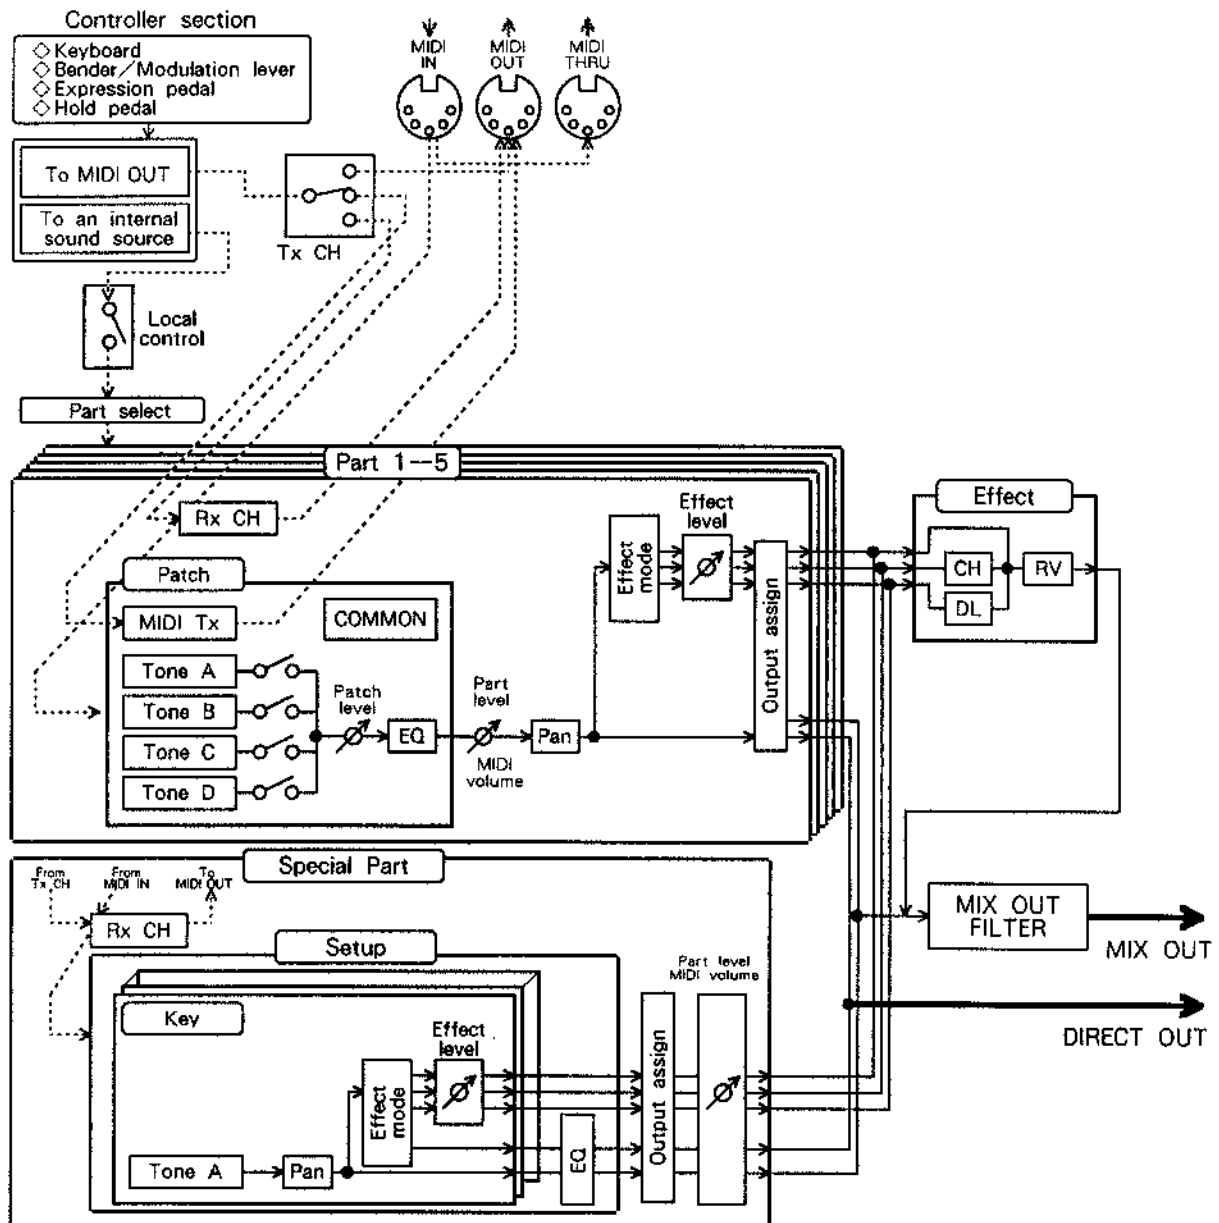 Controller section
◇Keyboard
◇Bender/Modulation lever
◇Expression pedal
◇Hold pedal
MIDI
IN
MIDI
OUT
MIDI
THRU
To MIDI OUT
To an internal
sound source
Tx CH
Local
control
Part select
Part 1--5
Rx CH
Patch
MIDI Tx
COMMON
Tone A
Tone B
Tone C
Tone D
Patch
level
EQ
Part
level
MIDI
volume
Pan
Effect
mode
Effect
level
Output assign
Effect
CH
DL
RV
Special Part
From
Tx CH
From
MIDI IN
To
MIDI OUT
Rx CH
Setup
Key
Tone A
Pan
Effect
mode
Effect
level
EQ
Output assign
Part level
MIDI volume
MIX OUT
FILTER
MIX OUT
DIRECT OUT